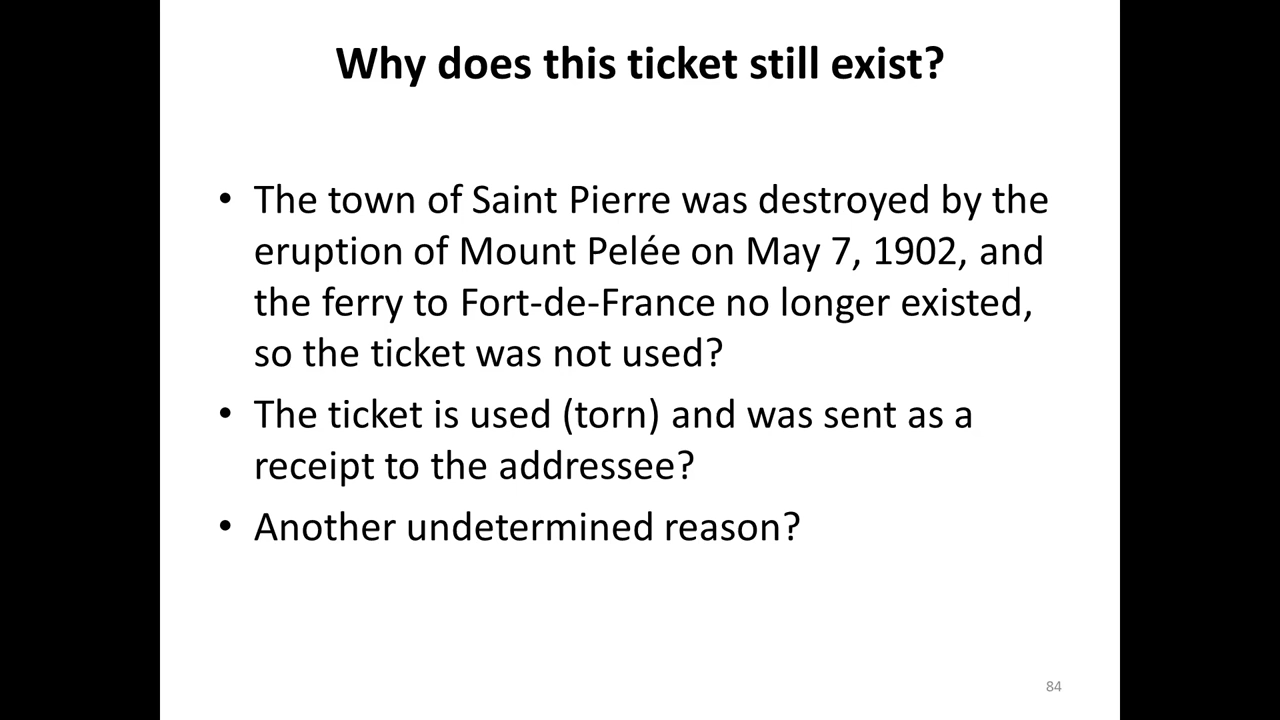 Why does this ticket still exist?
• The town of Saint Pierre was destroyed by the
eruption of Mount Pelée on May 7, 1902, and
the ferry to Fort-de-France no longer existed,
so the ticket was not used?
• The ticket is used (torn) and was sent as a
receipt to the addressee?
• Another undetermined reason?
84